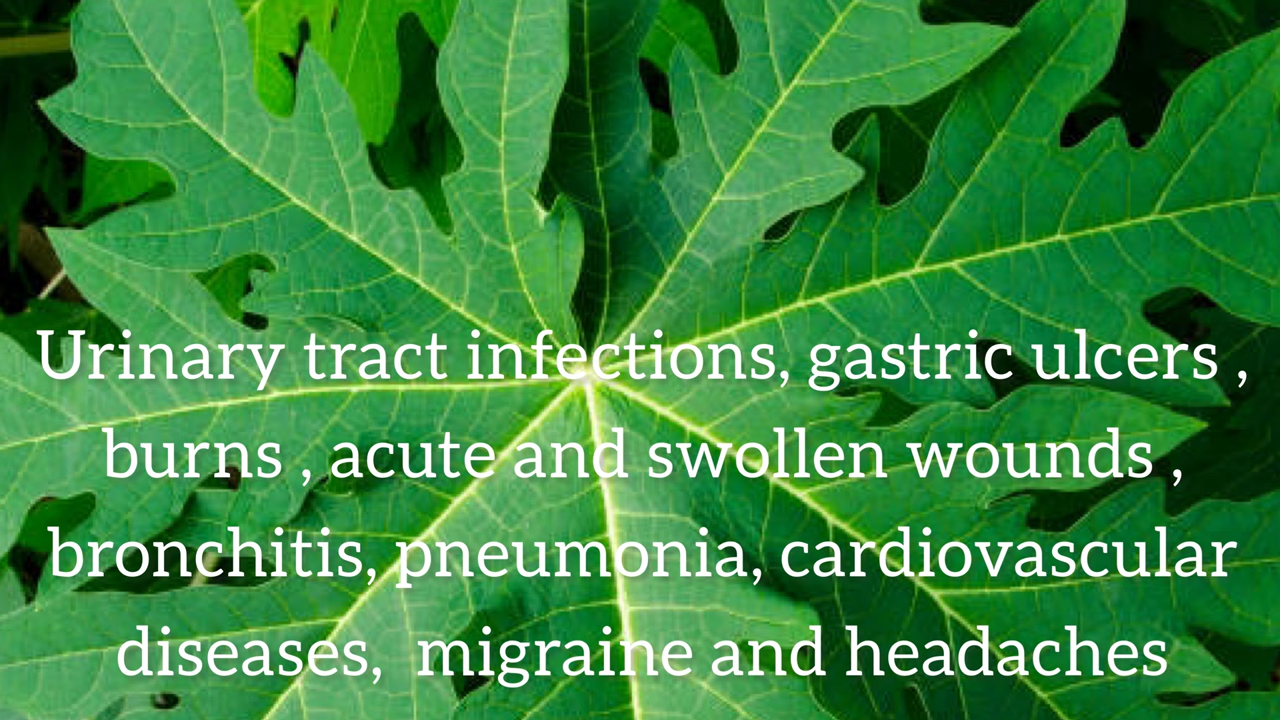 Urinary tract infections, gastric ulcers ,
burns , acute and swollen wounds ,
bronchitis, pneumonia, cardiovascular
diseases,  migraine and headaches